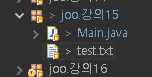 > joo.강의15
> Main.java
> test.txt
joo.강의16